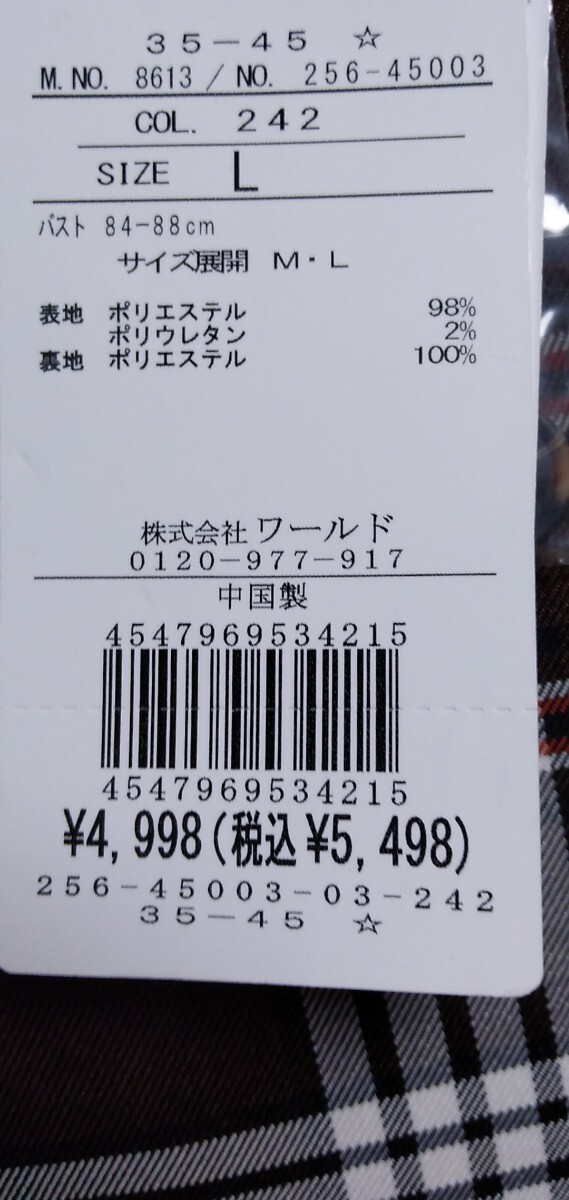 35-45 ☆
M.NO. 8613 / NO. 256-45003
COL. 242
SIZE L
バスト 84-88cm
サイズ展開 M・L
表地 ポリエステル 98%
ポリウレタン 2%
裏地 ポリエステル 100%
株式会社 ワールド
0120-977-917
中国製
4547969534215
4547969534215
¥4,998(税込¥5,498)
256-45003-03-242
35-45 ☆